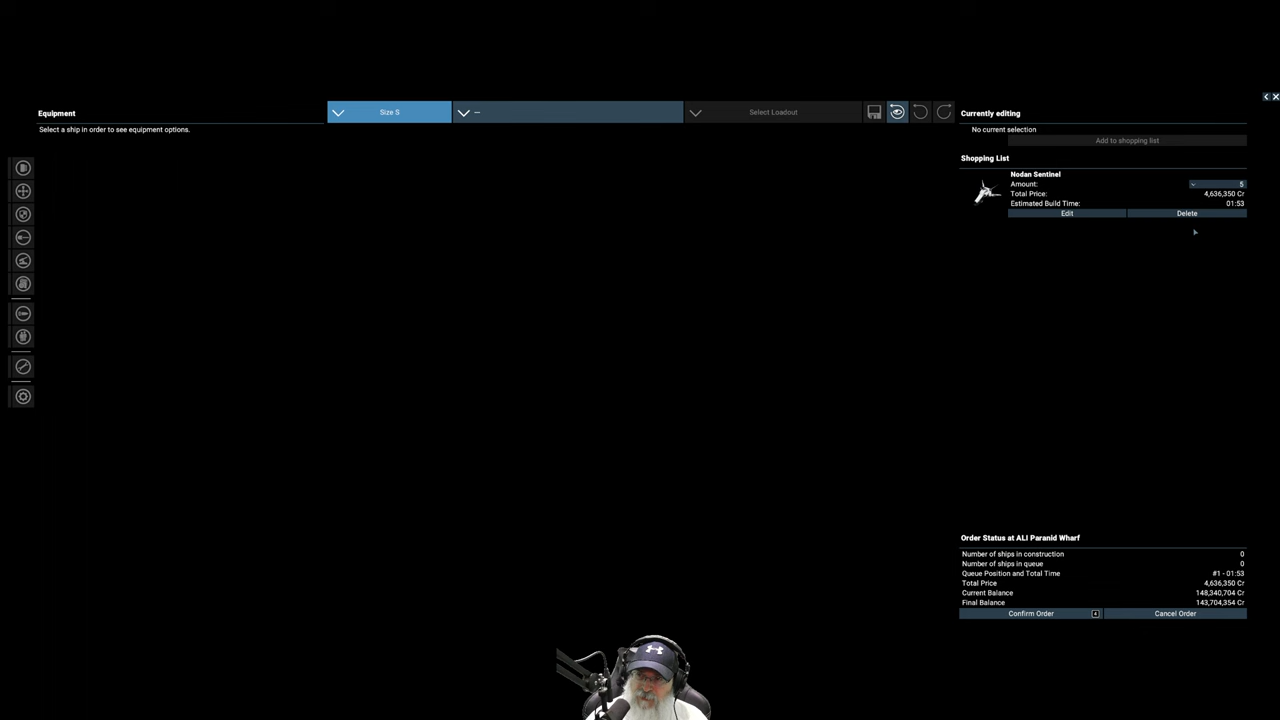 Equipment
Select a ship in order to see equipment options.
Size S
--
Select Loadout
Currently editing
No current selection
Add to shopping list
Shopping List
Nodan Sentinel
Amount: 5
Total Price: 4,636,350 Cr
Estimated Build Time: 01:53
Edit Delete
Order Status at ALI Paranid Wharf
Number of ships in construction 0
Number of ships in queue 0
Queue Position and Total Time #1 - 01:53
Total Price 4,636,350 Cr
Current Balance 148,340,704 Cr
Final Balance 143,704,354 Cr
Confirm Order Cancel Order